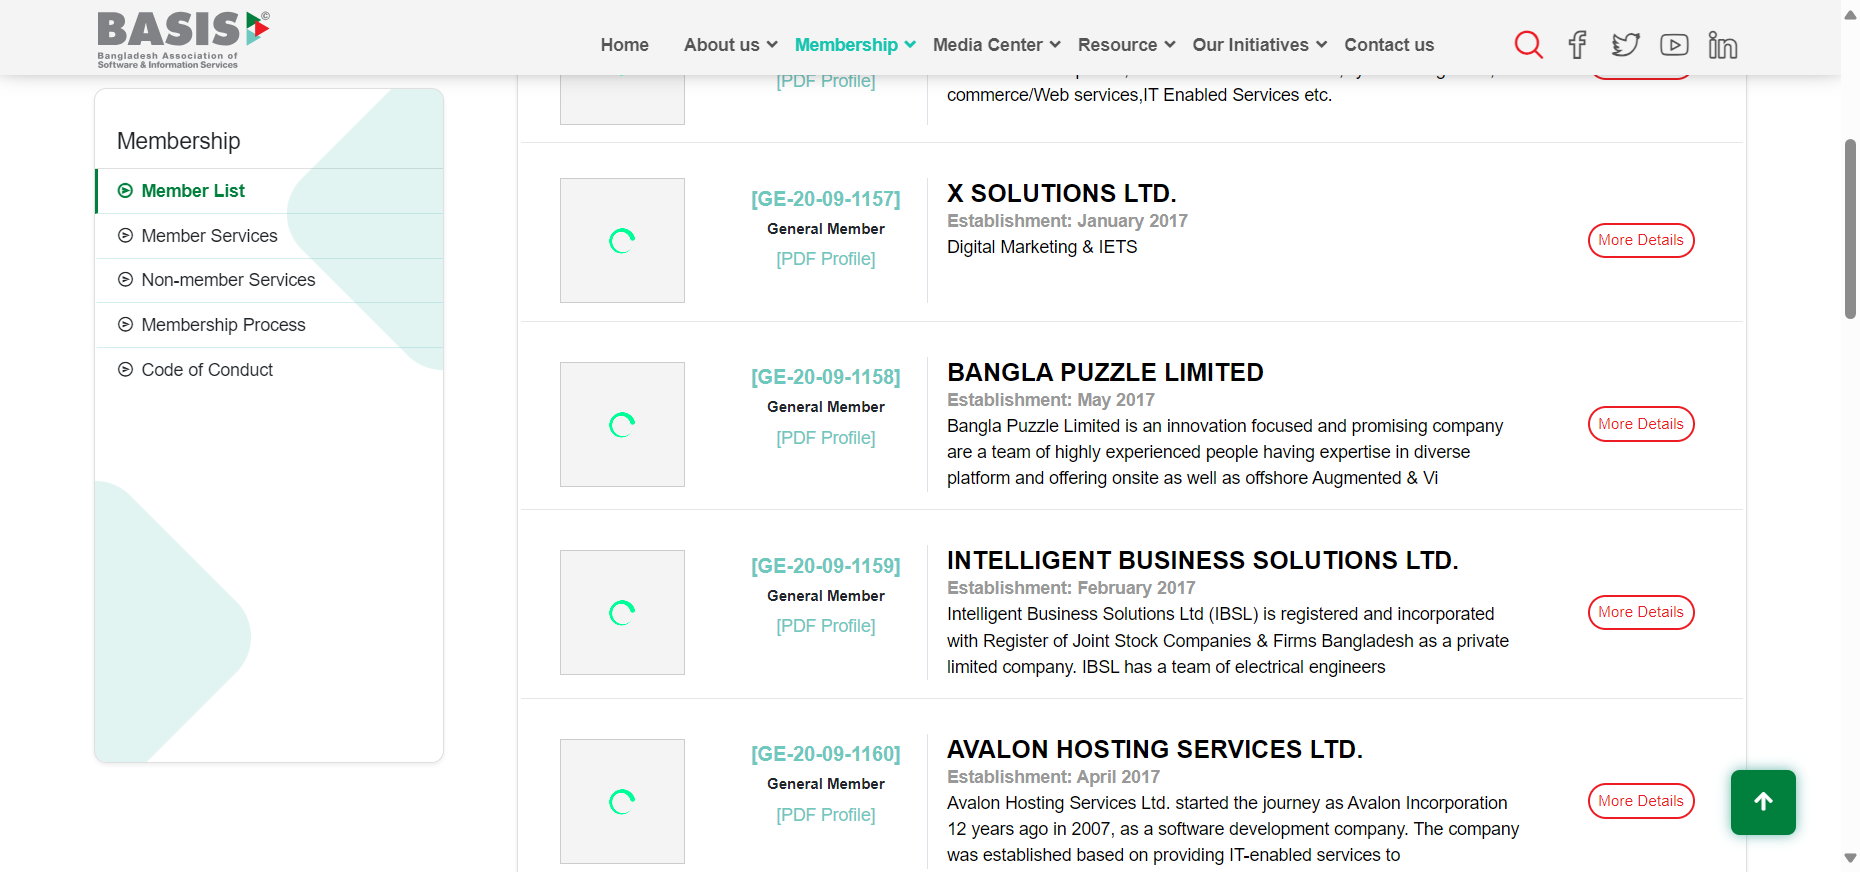 BASIS ©
Bangladesh Association of
Software & Information Services
Home
About us
Membership
Media Center
Resource
Our Initiatives
Contact us
Membership
Member List
Member Services
Non-member Services
Membership Process
Code of Conduct
[PDF Profile]
commerce/Web services,IT Enabled Services etc.
[GE-20-09-1157]
General Member
[PDF Profile]
X SOLUTIONS LTD.
Establishment: January 2017
Digital Marketing & IETS
More Details
[GE-20-09-1158]
General Member
[PDF Profile]
BANGLA PUZZLE LIMITED
Establishment: May 2017
Bangla Puzzle Limited is an innovation focused and promising company
are a team of highly experienced people having expertise in diverse
platform and offering onsite as well as offshore Augmented & Vi
More Details
[GE-20-09-1159]
General Member
[PDF Profile]
INTELLIGENT BUSINESS SOLUTIONS LTD.
Establishment: February 2017
Intelligent Business Solutions Ltd (IBSL) is registered and incorporated
with Register of Joint Stock Companies & Firms Bangladesh as a private
limited company. IBSL has a team of electrical engineers
More Details
[GE-20-09-1160]
General Member
[PDF Profile]
AVALON HOSTING SERVICES LTD.
Establishment: April 2017
Avalon Hosting Services Ltd. started the journey as Avalon Incorporation
12 years ago in 2007, as a software development company. The company
was established based on providing IT-enabled services to
More Details